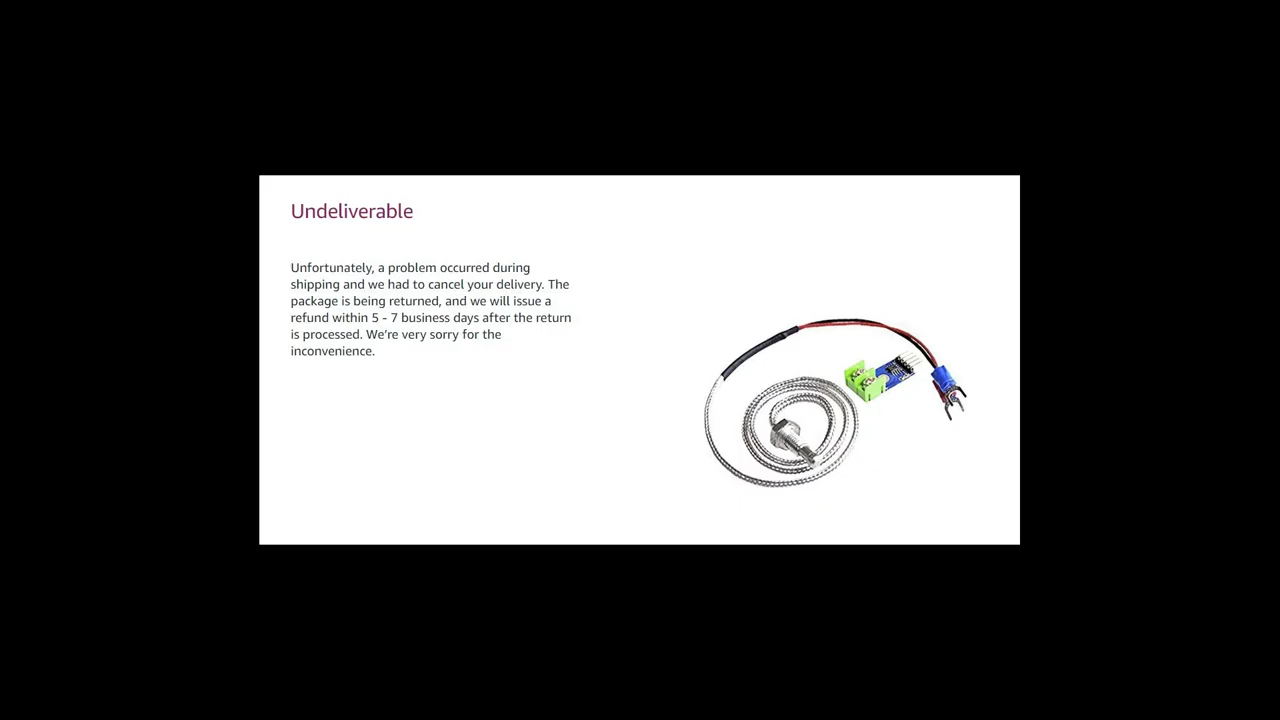 Undeliverable
Unfortunately, a problem occurred during
shipping and we had to cancel your delivery. The
package is being returned, and we will issue a
refund within 5 - 7 business days after the return
is processed. We’re very sorry for the
inconvenience.